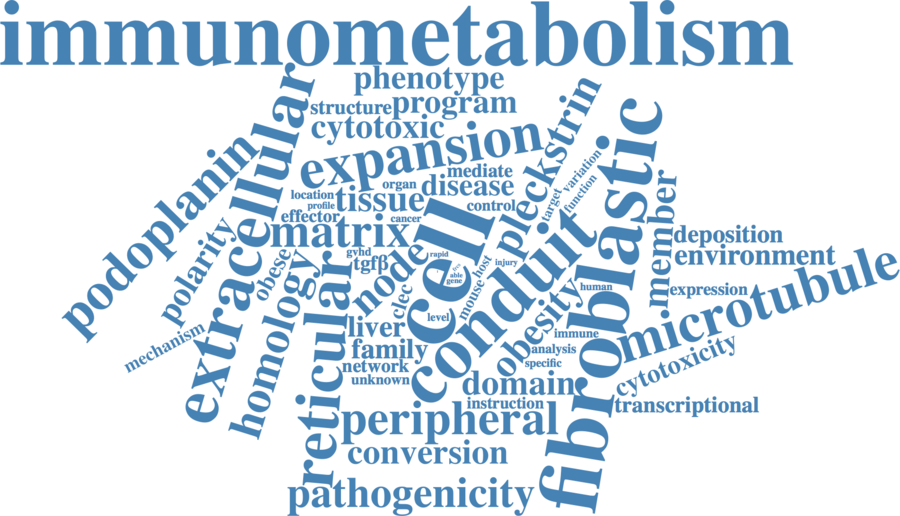 immunometabolism
phenotype
structure
program
cytotoxic
pleckstrin
expansion
extracellular
fibroblastic
podoplanin
mediate
organ
disease
variation
location
tissue
target
function
profile
control
effector
cancer
member
matrix
cell
polarity
gvhd
rapid
deposition
node
environment
tgfβ
obese
injury
able
gene
mouse host
conduit
microtubule
homology
reticular
clec
human
expression
level
obesity
mechanism
liver
immune
family
analysis
cytotoxicity
network
specific
unknown
domain
instruction
transcriptional
peripheral
conversion
pathogenicity